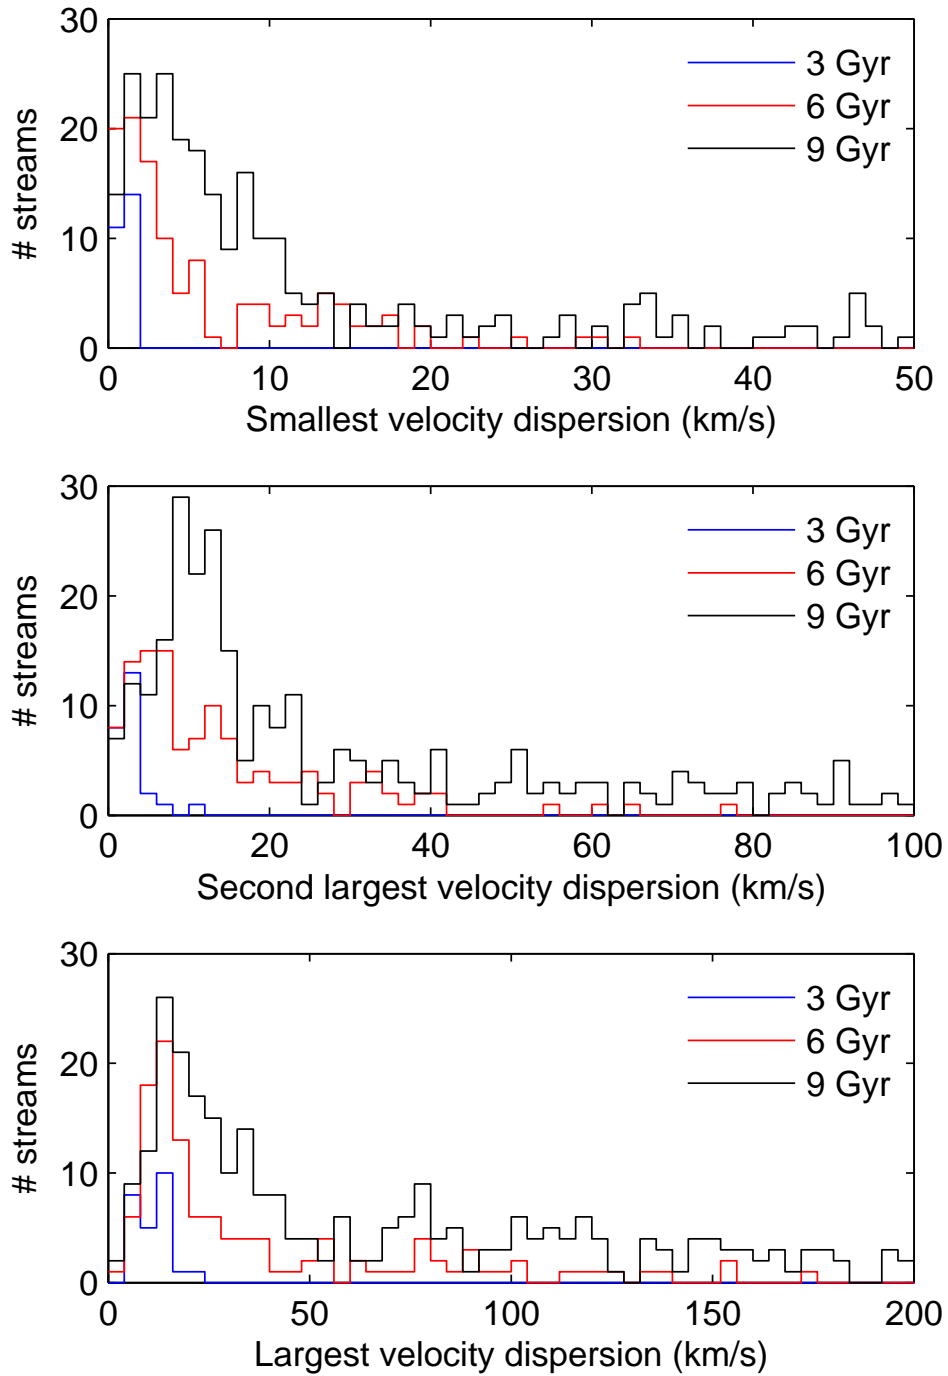 30
20
10
0
# streams
3 Gyr
6 Gyr
9 Gyr
0 10 20 30 40 50
Smallest velocity dispersion (km/s)
30
20
10
0
# streams
3 Gyr
6 Gyr
9 Gyr
0 20 40 60 80 100
Second largest velocity dispersion (km/s)
30
20
10
0
# streams
3 Gyr
6 Gyr
9 Gyr
0 50 100 150 200
Largest velocity dispersion (km/s)